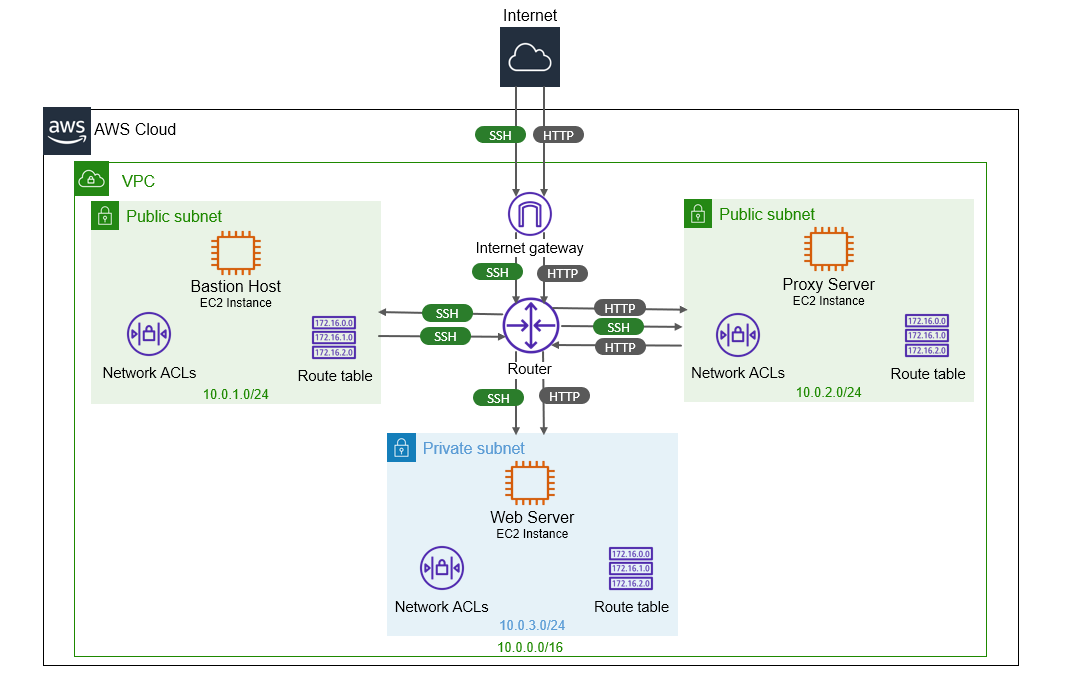 Internet
aws
AWS Cloud
SSH
HTTP
VPC
Public subnet
Bastion Host
EC2 Instance
Network ACLs
172.16.0.0
172.16.1.0
172.16.2.0
Route table
10.0.1.0/24
Internet gateway
SSH
HTTP
SSH
SSH
HTTP
SSH
HTTP
Router
SSH
HTTP
Public subnet
Proxy Server
EC2 Instance
Network ACLs
172.16.0.0
172.16.1.0
172.16.2.0
Route table
10.0.2.0/24
Private subnet
Web Server
EC2 Instance
Network ACLs
172.16.0.0
172.16.1.0
172.16.2.0
Route table
10.0.3.0/24
10.0.0.0/16